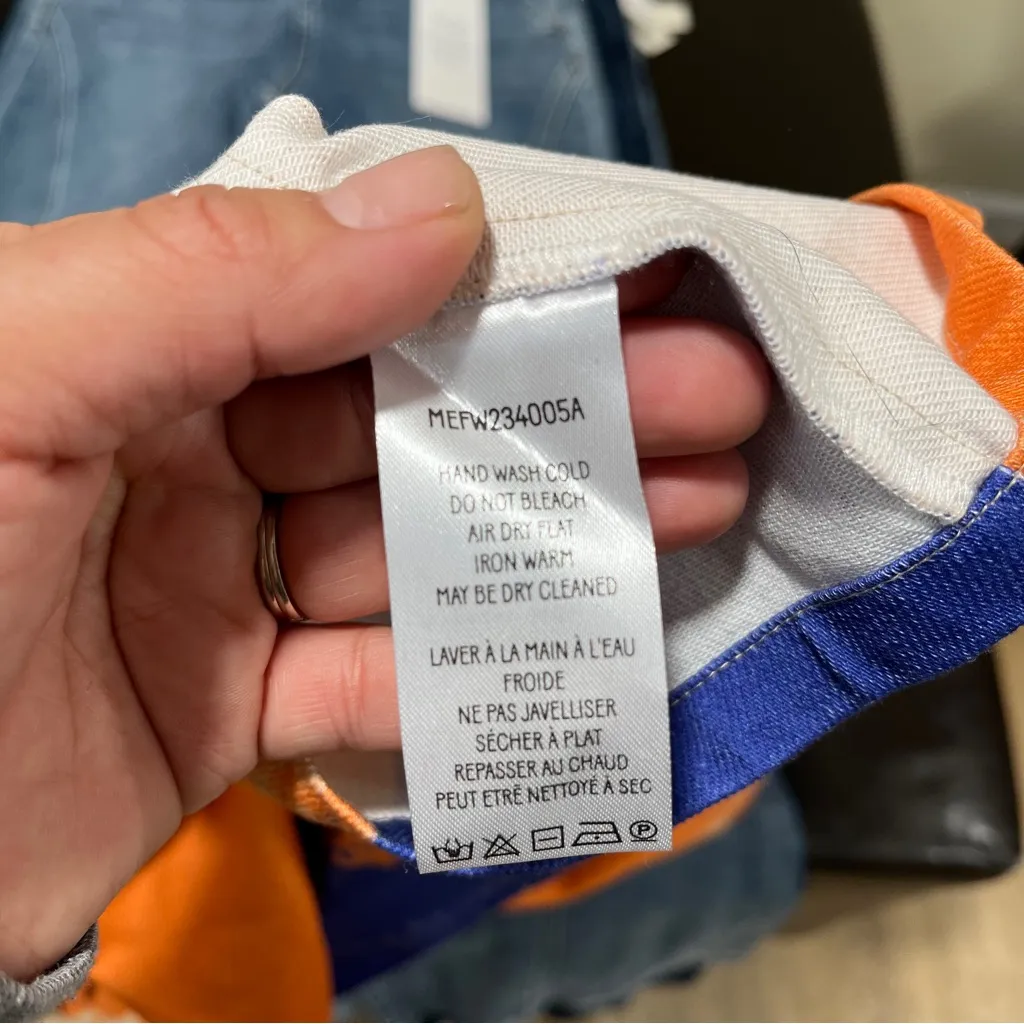 MEFW234005A
HAND WASH COLD
DO NOT BLEACH
AIR DRY FLAT
IRON WARM
MAY BE DRY CLEANED
LAVER À LA MAIN À L'EAU
FROIDE
NE PAS JAVELLISER
SÉCHER À PLAT
REPASSER AU CHAUD
PEUT ETRE NETTOYÉ À SEC
P